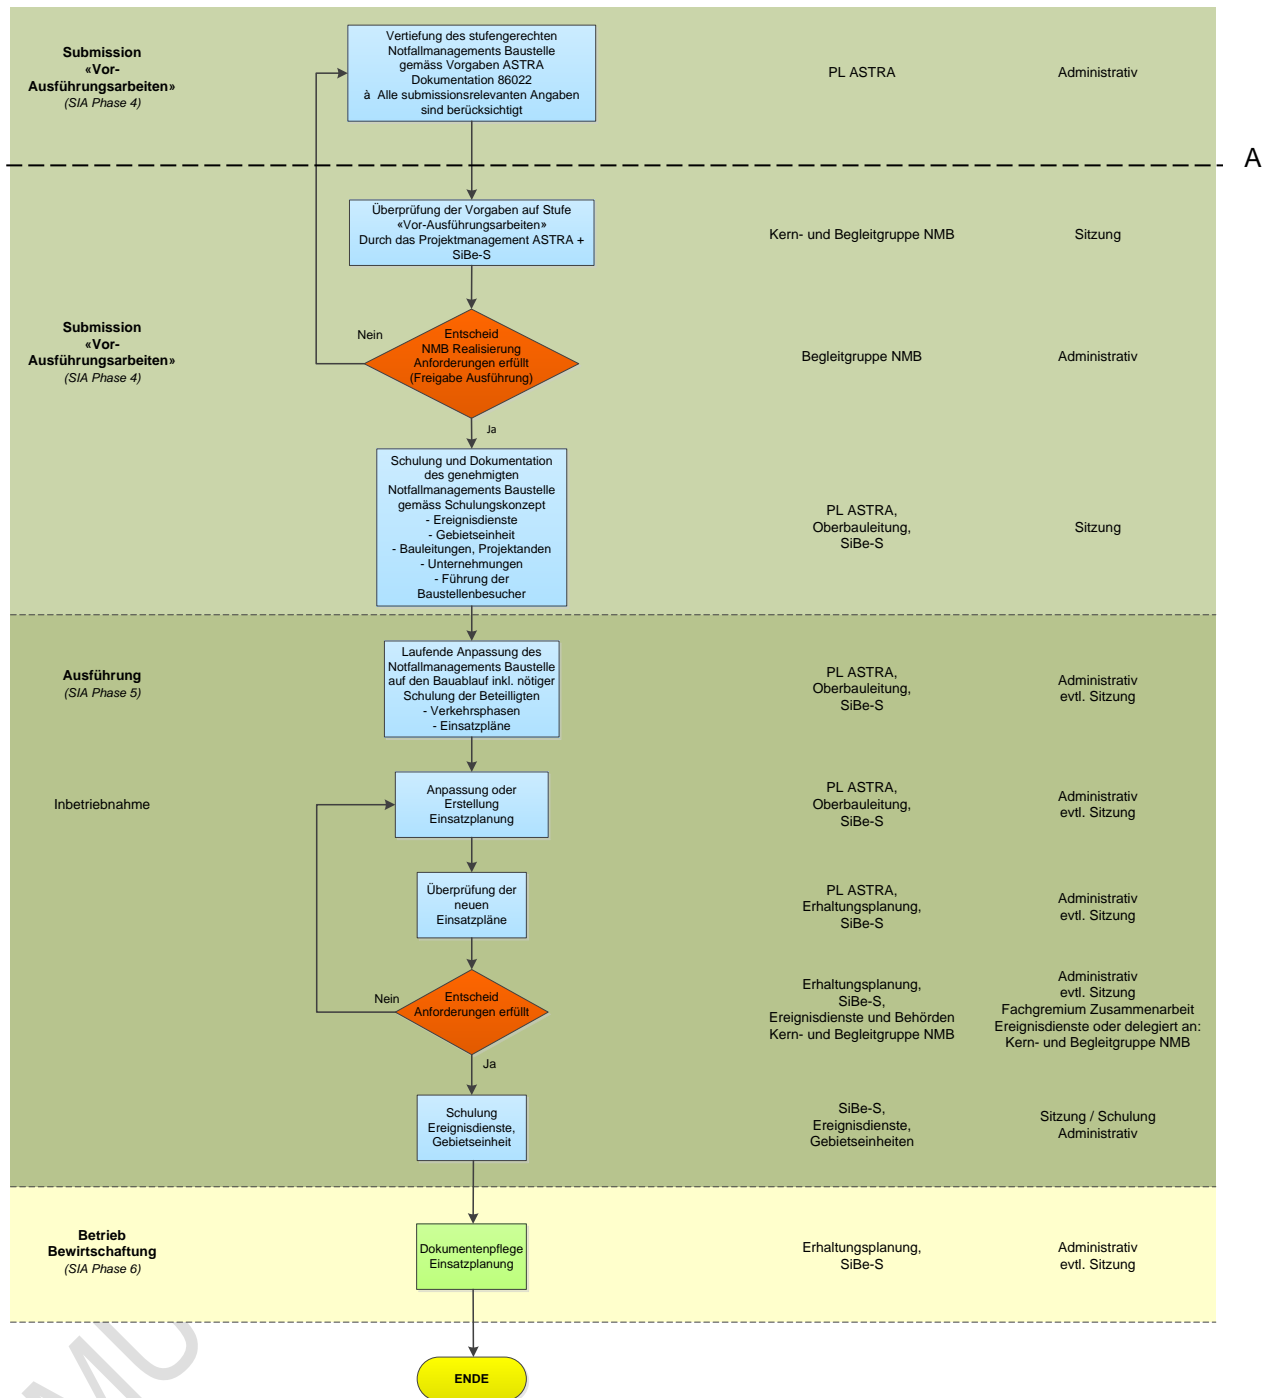 Submission
«Vor-
Ausführungsarbeiten»
(SIA Phase 4)
Vertiefung des stufengerechten
Notfallmanagements Baustelle
gemäss Vorgaben ASTRA
Dokumentation 86022
à Alle submissionsrelevanten Angaben
sind berücksichtigt
PL ASTRA
Administrativ
A
Überprüfung der Vorgaben auf Stufe
«Vor-Ausführungsarbeiten»
Durch das Projektmanagement ASTRA +
SiBe-S
Kern- und Begleitgruppe NMB
Sitzung
Submission
«Vor-
Ausführungsarbeiten»
(SIA Phase 4)
Nein
Entscheid
NMB Realisierung
Anforderungen erfüllt
(Freigabe Ausführung)
Begleitgruppe NMB
Administrativ
Ja
Schulung und Dokumentation
des genehmigten
Notfallmanagements Baustelle
gemäss Schulungskonzept
- Ereignisdienste
- Gebietseinheit
- Bauleitungen, Projektanden
- Unternehmungen
- Führung der
Baustellenbesucher
PL ASTRA,
Oberbauleitung,
SiBe-S
Sitzung
Ausführung
(SIA Phase 5)
Laufende Anpassung des
Notfallmanagements Baustelle
auf den Bauablauf inkl. nötiger
Schulung der Beteilligten
- Verkehrsphasen
- Einsatzpläne
PL ASTRA,
Oberbauleitung,
SiBe-S
Administrativ
evtl. Sitzung
Inbetriebnahme
Anpassung oder
Erstellung
Einsatzplanung
PL ASTRA,
Oberbauleitung,
SiBe-S
Administrativ
evtl. Sitzung
Überprüfung der
neuen
Einsatzpläne
PL ASTRA,
Erhaltungsplanung,
SiBe-S
Administrativ
evtl. Sitzung
Nein
Entscheid
Anforderungen erfüllt
Erhaltungsplanung,
SiBe-S,
Ereignisdienste und Behörden
Kern- und Begleitgruppe NMB
Administrativ
evtl. Sitzung
Fachgremium Zusammenarbeit
Ereignisdienste oder delegiert an:
Kern- und Begleitgruppe NMB
Ja
Schulung
Ereignisdienste,
Gebietseinheit
SiBe-S,
Ereignisdienste,
Gebietseinheiten
Sitzung / Schulung
Administrativ
Betrieb
Bewirtschaftung
(SIA Phase 6)
Dokumentenpflege
Einsatzplanung
Erhaltungsplanung,
SiBe-S
Administrativ
evtl. Sitzung
ENDE